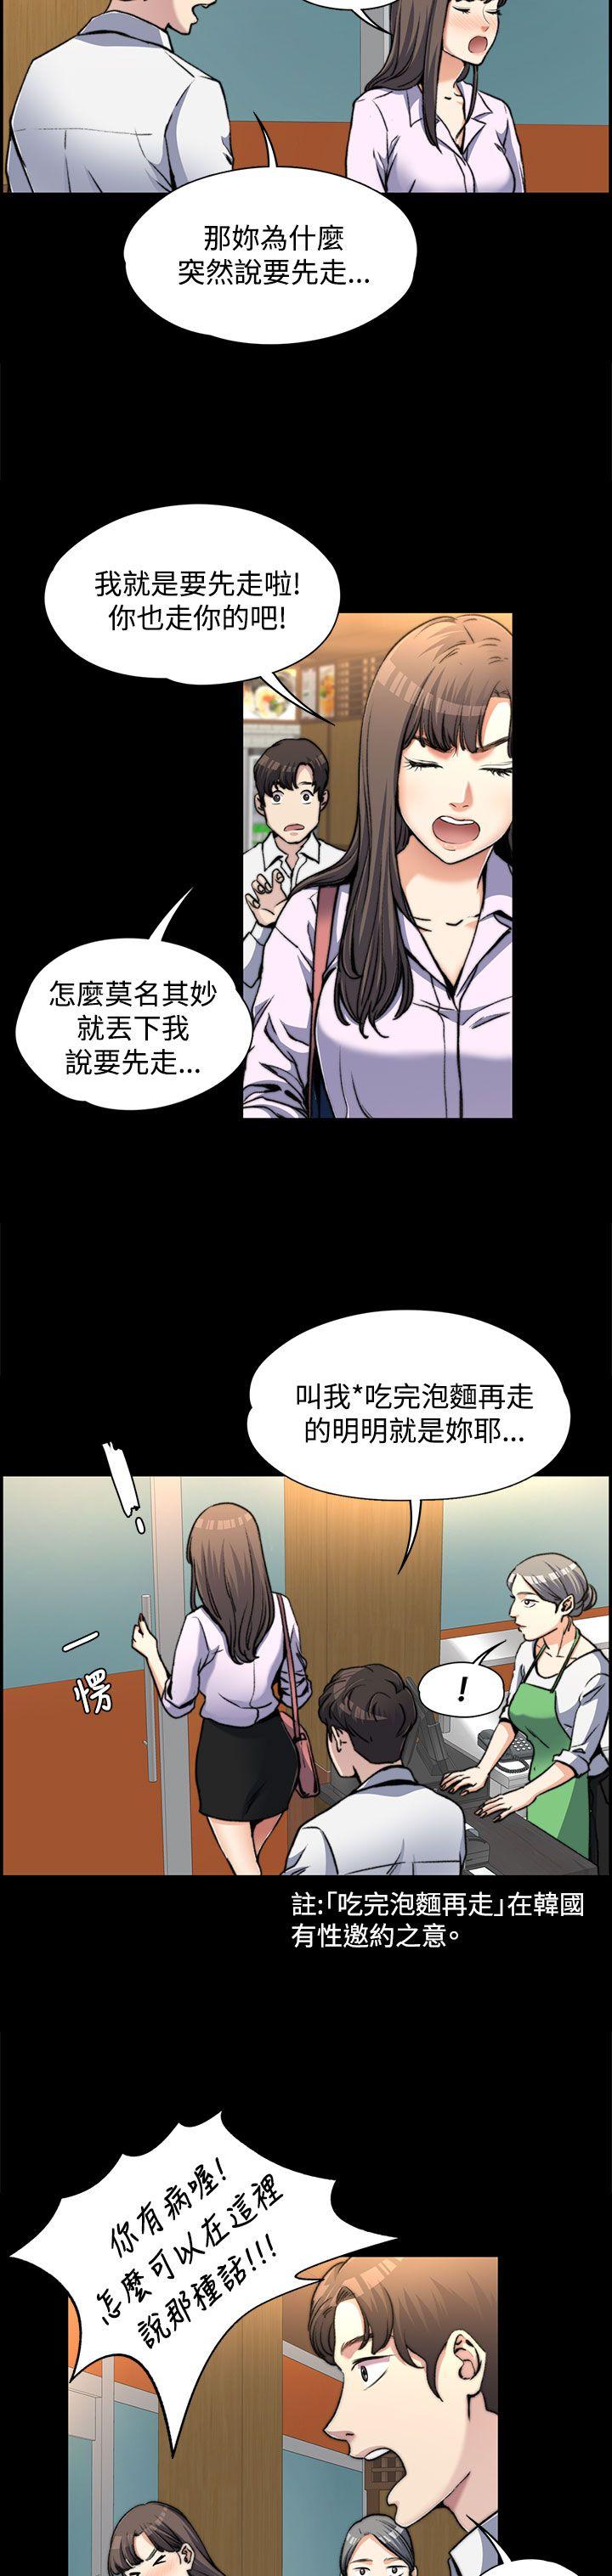 那妳為什麼
突然說要先走…
我就是要先走啦!
你也走你的吧!
怎麼莫名其妙
就丟下我
說要先走…
叫我*吃完泡麵再走
的明明就是妳耶…
愣
!
註:「吃完泡麵再走」在韓國
有性邀約之意。
你有病喔!
怎麼可以在這裡
說那種話!!!